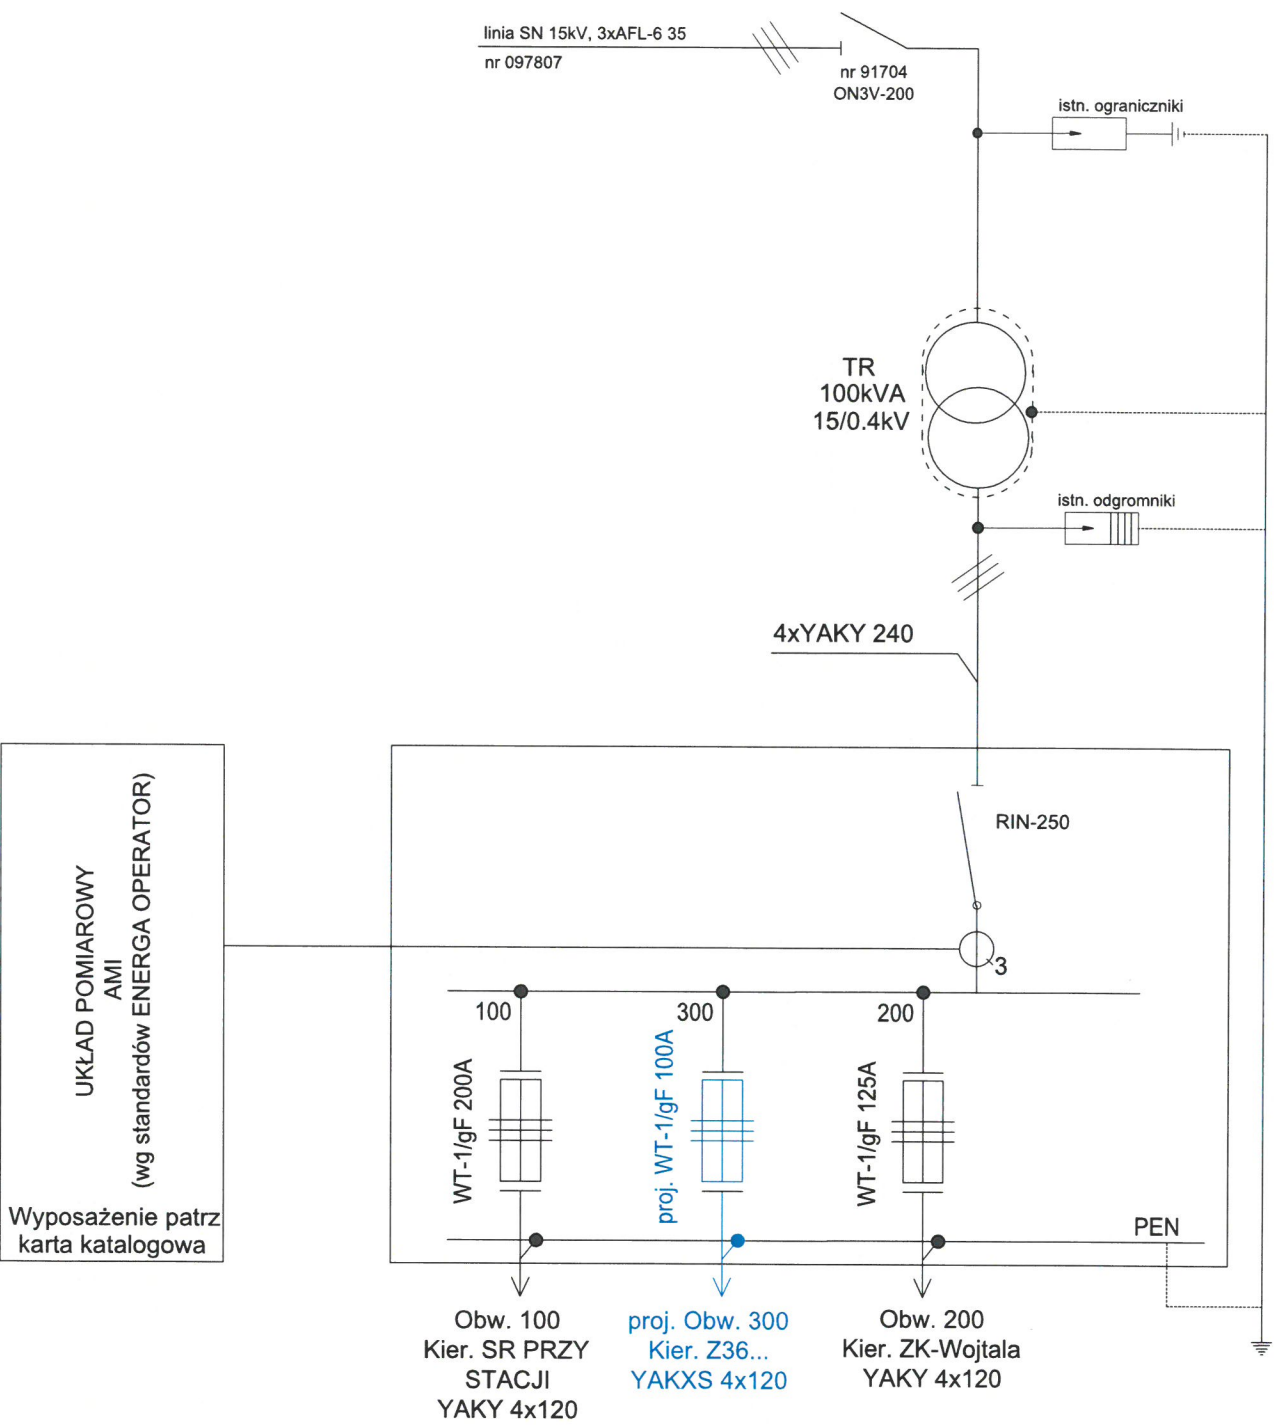 linia SN 15kV, 3xAFL-6 35
nr 097807
nr 91704
ON3V-200
istn. ograniczniki
TR
100kVA
15/0.4kV
istn. odgromniki
4xYAKY 240
RIN-250
3
UKŁAD POMIAROWY
AMI
(wg standardów ENERGA OPERATOR)
Wyposażenie patrz
karta katalogowa
100
300
200
WT-1/gF 200A
proj. WT-1/gF 100A
WT-1/gF 125A
PEN
Obw. 100
Kier. SR PRZY
STACJI
YAKY 4x120
proj. Obw. 300
Kier. Z36...
YAKXS 4x120
Obw. 200
Kier. ZK-Wojtala
YAKY 4x120